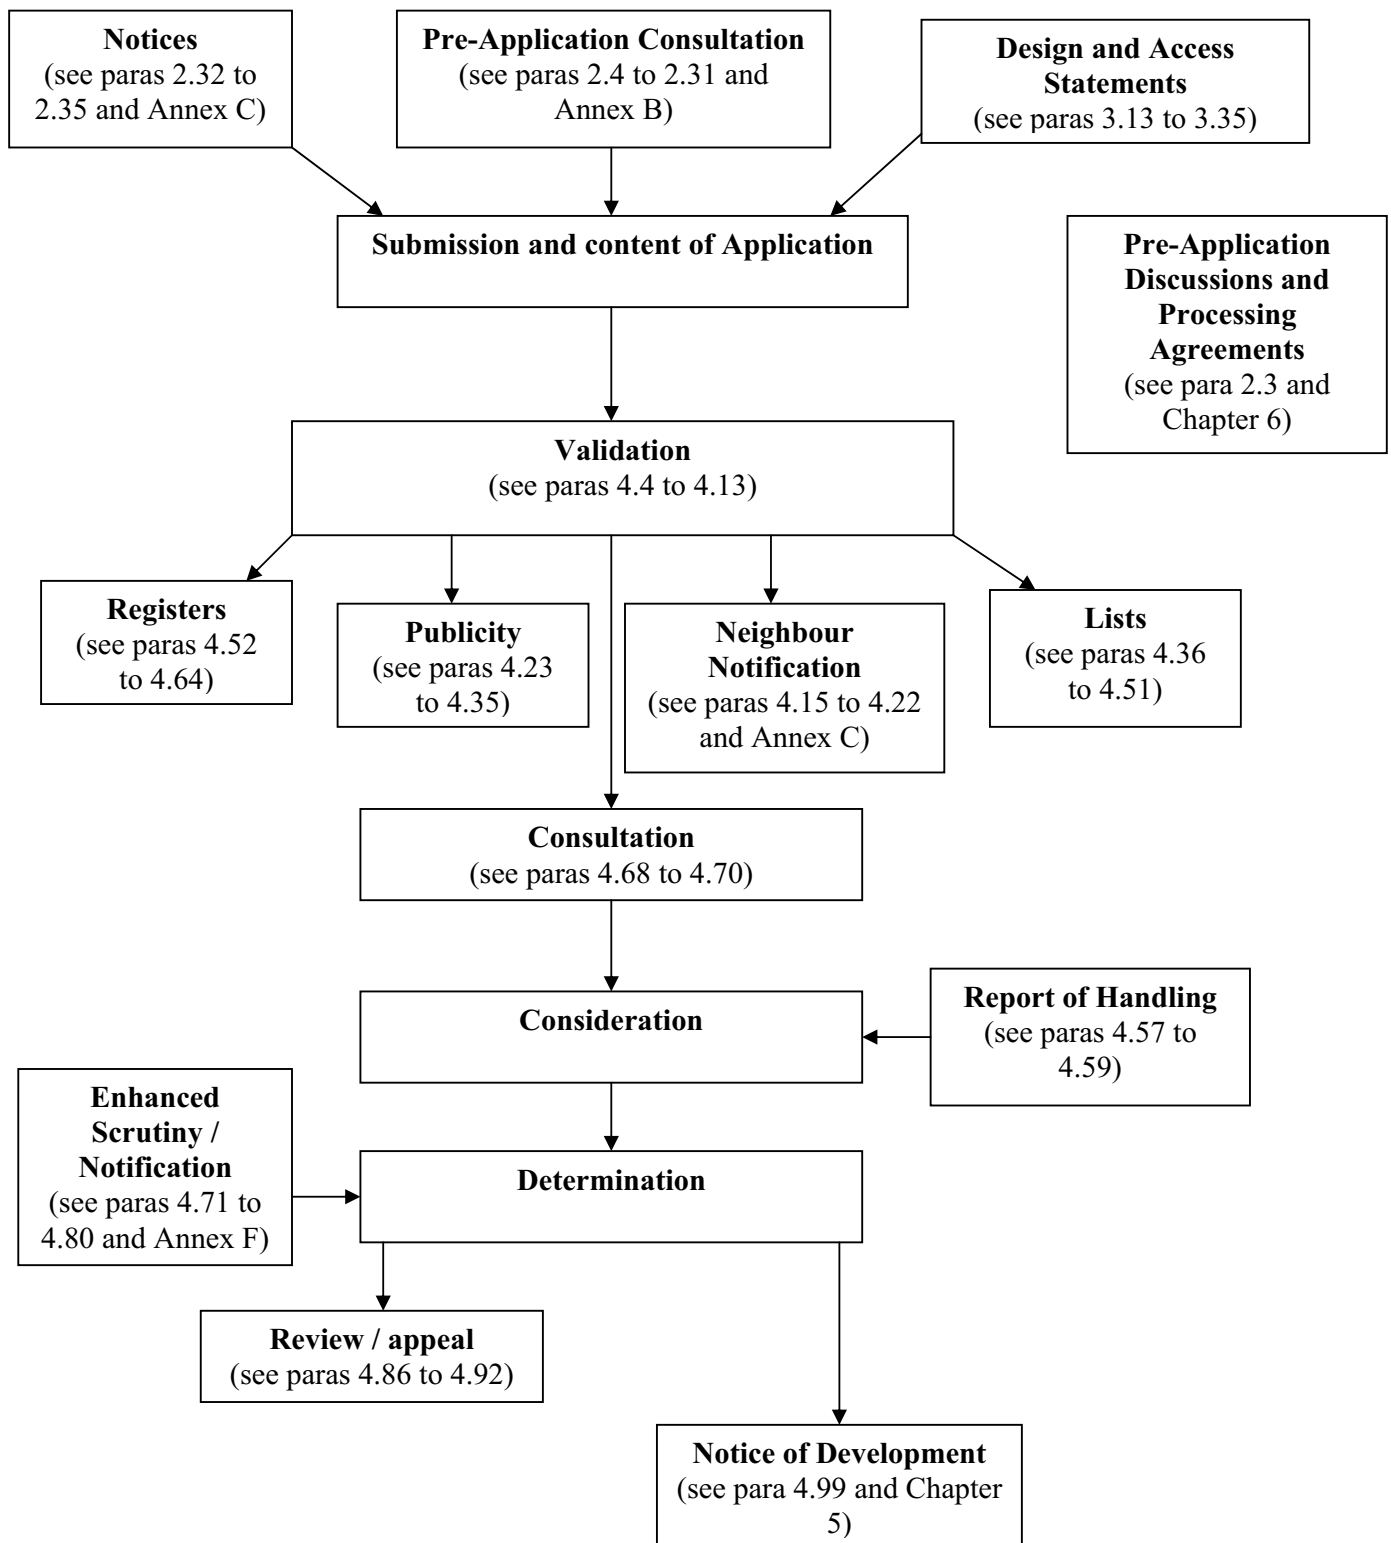 Notices
(see paras 2.32 to
2.35 and Annex C)
Pre-Application Consultation
(see paras 2.4 to 2.31 and
Annex B)
Design and Access
Statements
(see paras 3.13 to 3.35)
Submission and content of Application
Pre-Application
Discussions and
Processing
Agreements
(see para 2.3 and
Chapter 6)
Validation
(see paras 4.4 to 4.13)
Registers
(see paras 4.52
to 4.64)
Publicity
(see paras 4.23
to 4.35)
Neighbour
Notification
(see paras 4.15 to 4.22
and Annex C)
Lists
(see paras 4.36
to 4.51)
Consultation
(see paras 4.68 to 4.70)
Consideration
Report of Handling
(see paras 4.57 to
4.59)
Enhanced
Scrutiny /
Notification
(see paras 4.71 to
4.80 and Annex F)
Determination
Review / appeal
(see paras 4.86 to 4.92)
Notice of Development
(see para 4.99 and Chapter
5)